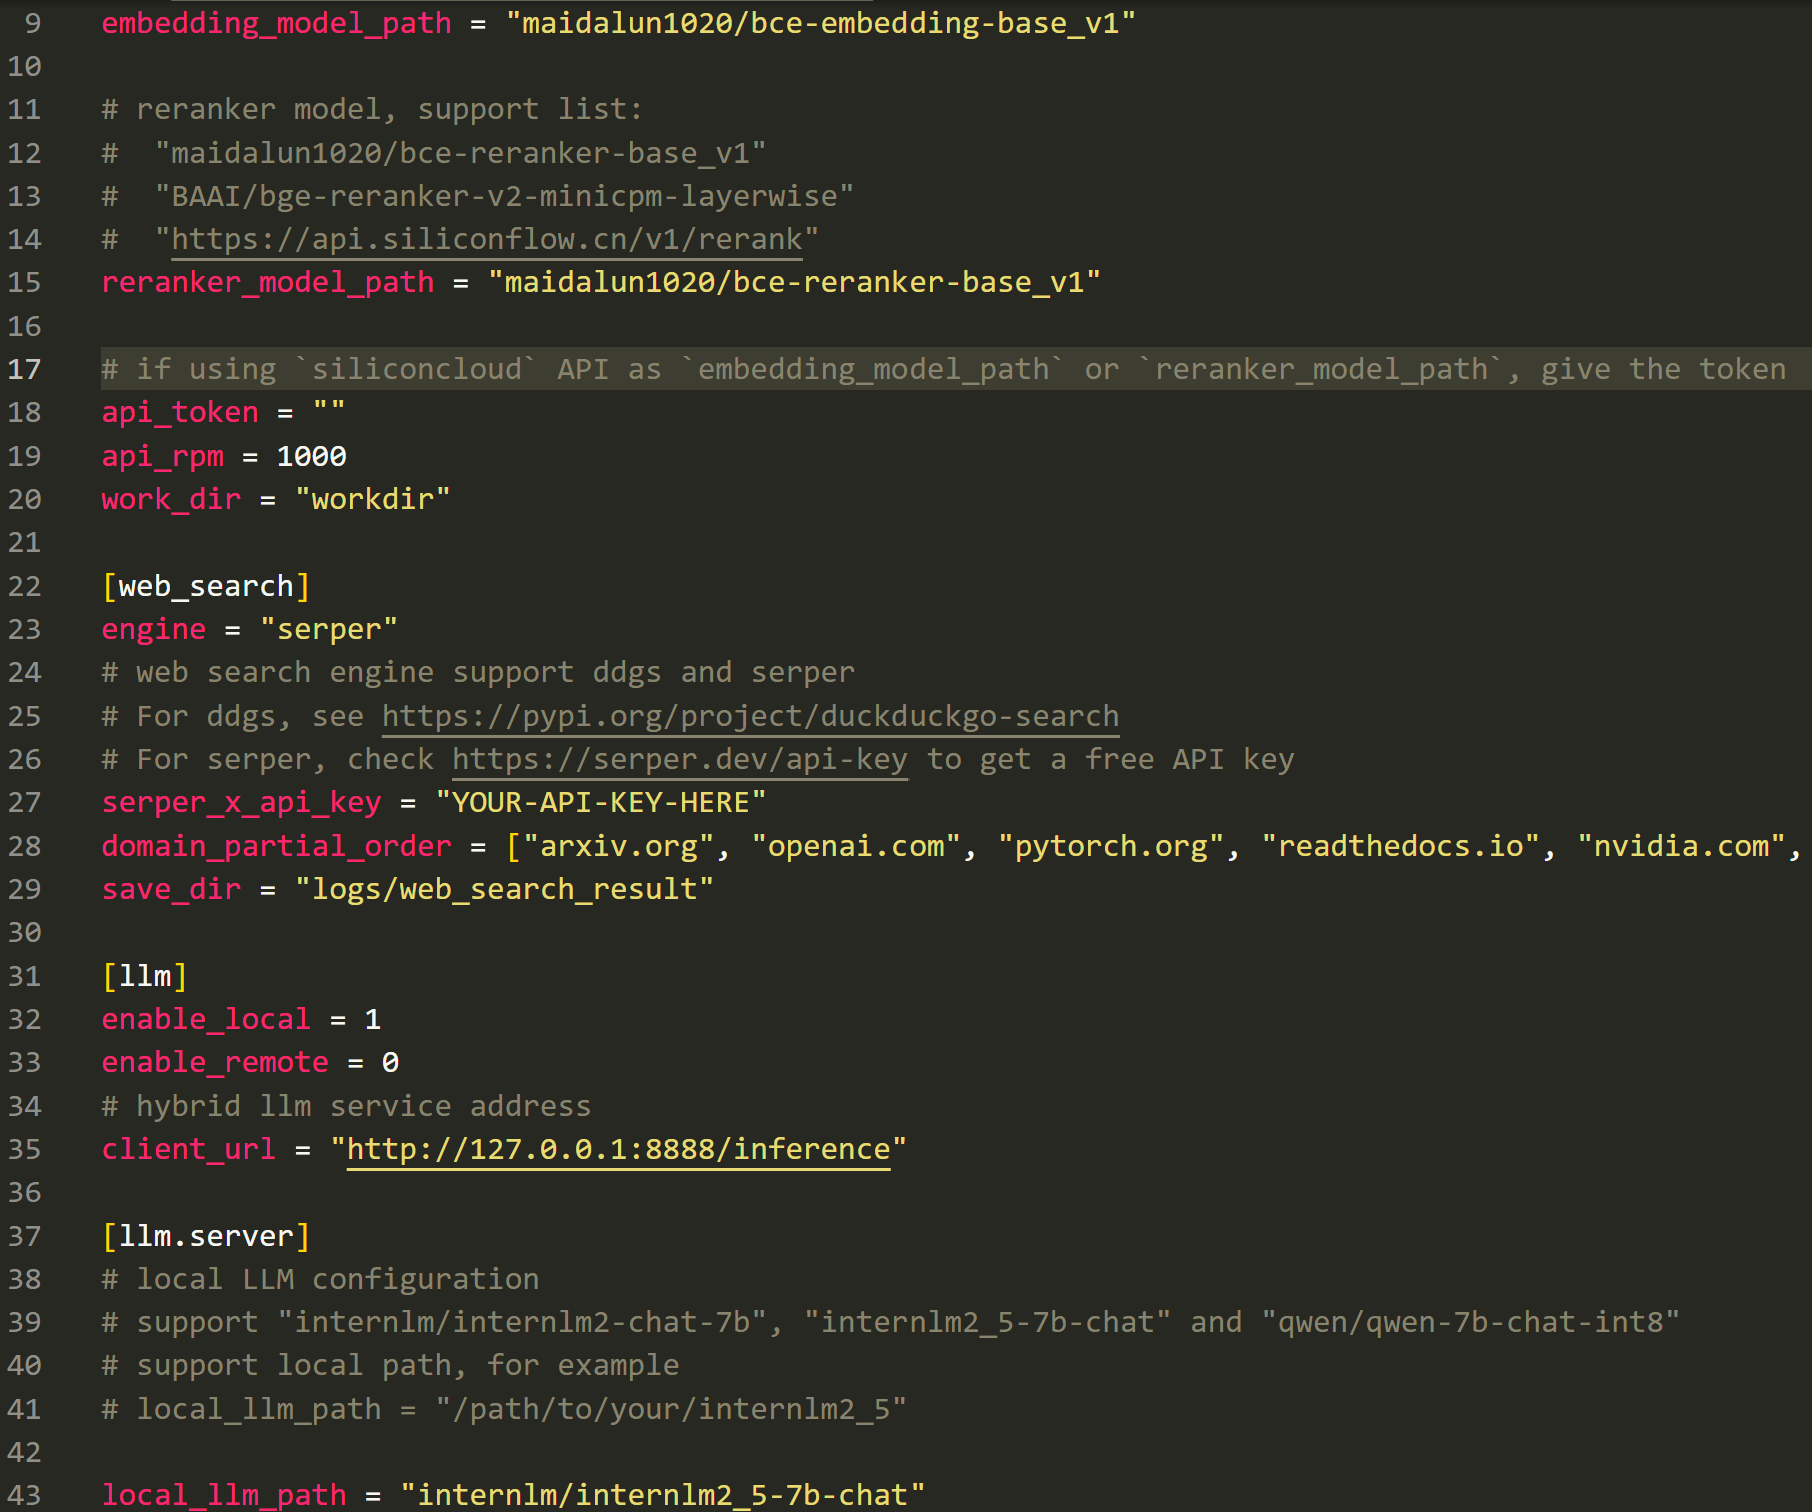 9 embedding_model_path = "maidalun1020/bce-embedding-base_v1"
10
11 # reranker model, support list:
12 #  "maidalun1020/bce-reranker-base_v1"
13 #  "BAAI/bge-reranker-v2-minicpm-layerwise"
14 #  "https://api.siliconflow.cn/v1/rerank"
15 reranker_model_path = "maidalun1020/bce-reranker-base_v1"
16
17 # if using `siliconcloud` API as `embedding_model_path` or `reranker_model_path`, give the token
18 api_token = ""
19 api_rpm = 1000
20 work_dir = "workdir"
21
22 [web_search]
23 engine = "serper"
24 # web search engine support ddgs and serper
25 # For ddgs, see https://pypi.org/project/duckduckgo-search
26 # For serper, check https://serper.dev/api-key to get a free API key
27 serper_x_api_key = "YOUR-API-KEY-HERE"
28 domain_partial_order = ["arxiv.org", "openai.com", "pytorch.org", "readthedocs.io", "nvidia.com",
29 save_dir = "logs/web_search_result"
30
31 [llm]
32 enable_local = 1
33 enable_remote = 0
34 # hybrid llm service address
35 client_url = "http://127.0.0.1:8888/inference"
36
37 [llm.server]
38 # local LLM configuration
39 # support "internlm/internlm2-chat-7b", "internlm2_5-7b-chat" and "qwen/qwen-7b-chat-int8"
40 # support local path, for example
41 # local_llm_path = "/path/to/your/internlm2_5"
42
43 local_llm_path = "internlm/internlm2_5-7b-chat"